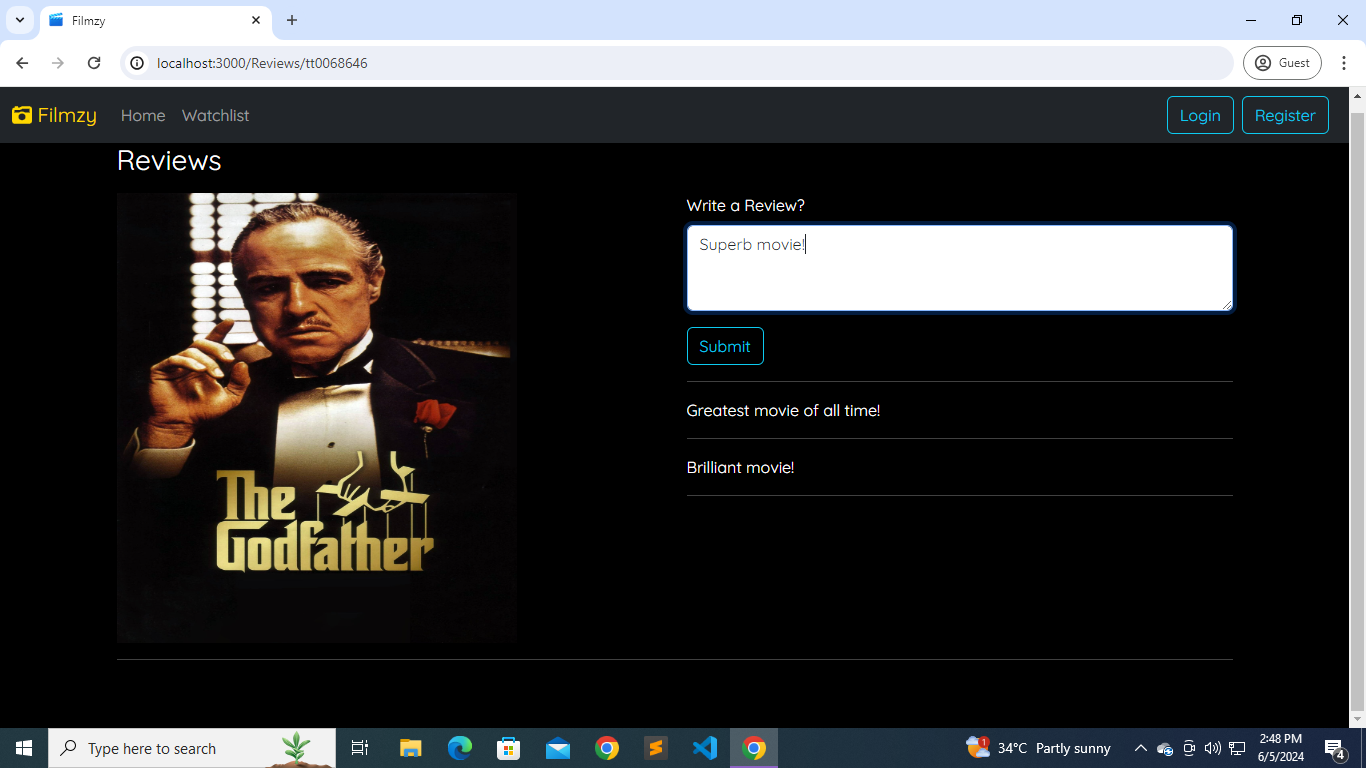 Filmzy
localhost:3000/Reviews/tt0068646
Guest
Filmzy
Home
Watchlist
Login
Register
Reviews
Write a Review?
Superb movie!
Submit
Greatest movie of all time!
Brilliant movie!
The
Godfather
Type here to search
1
34°C Partly sunny
2:48 PM
6/5/2024
4